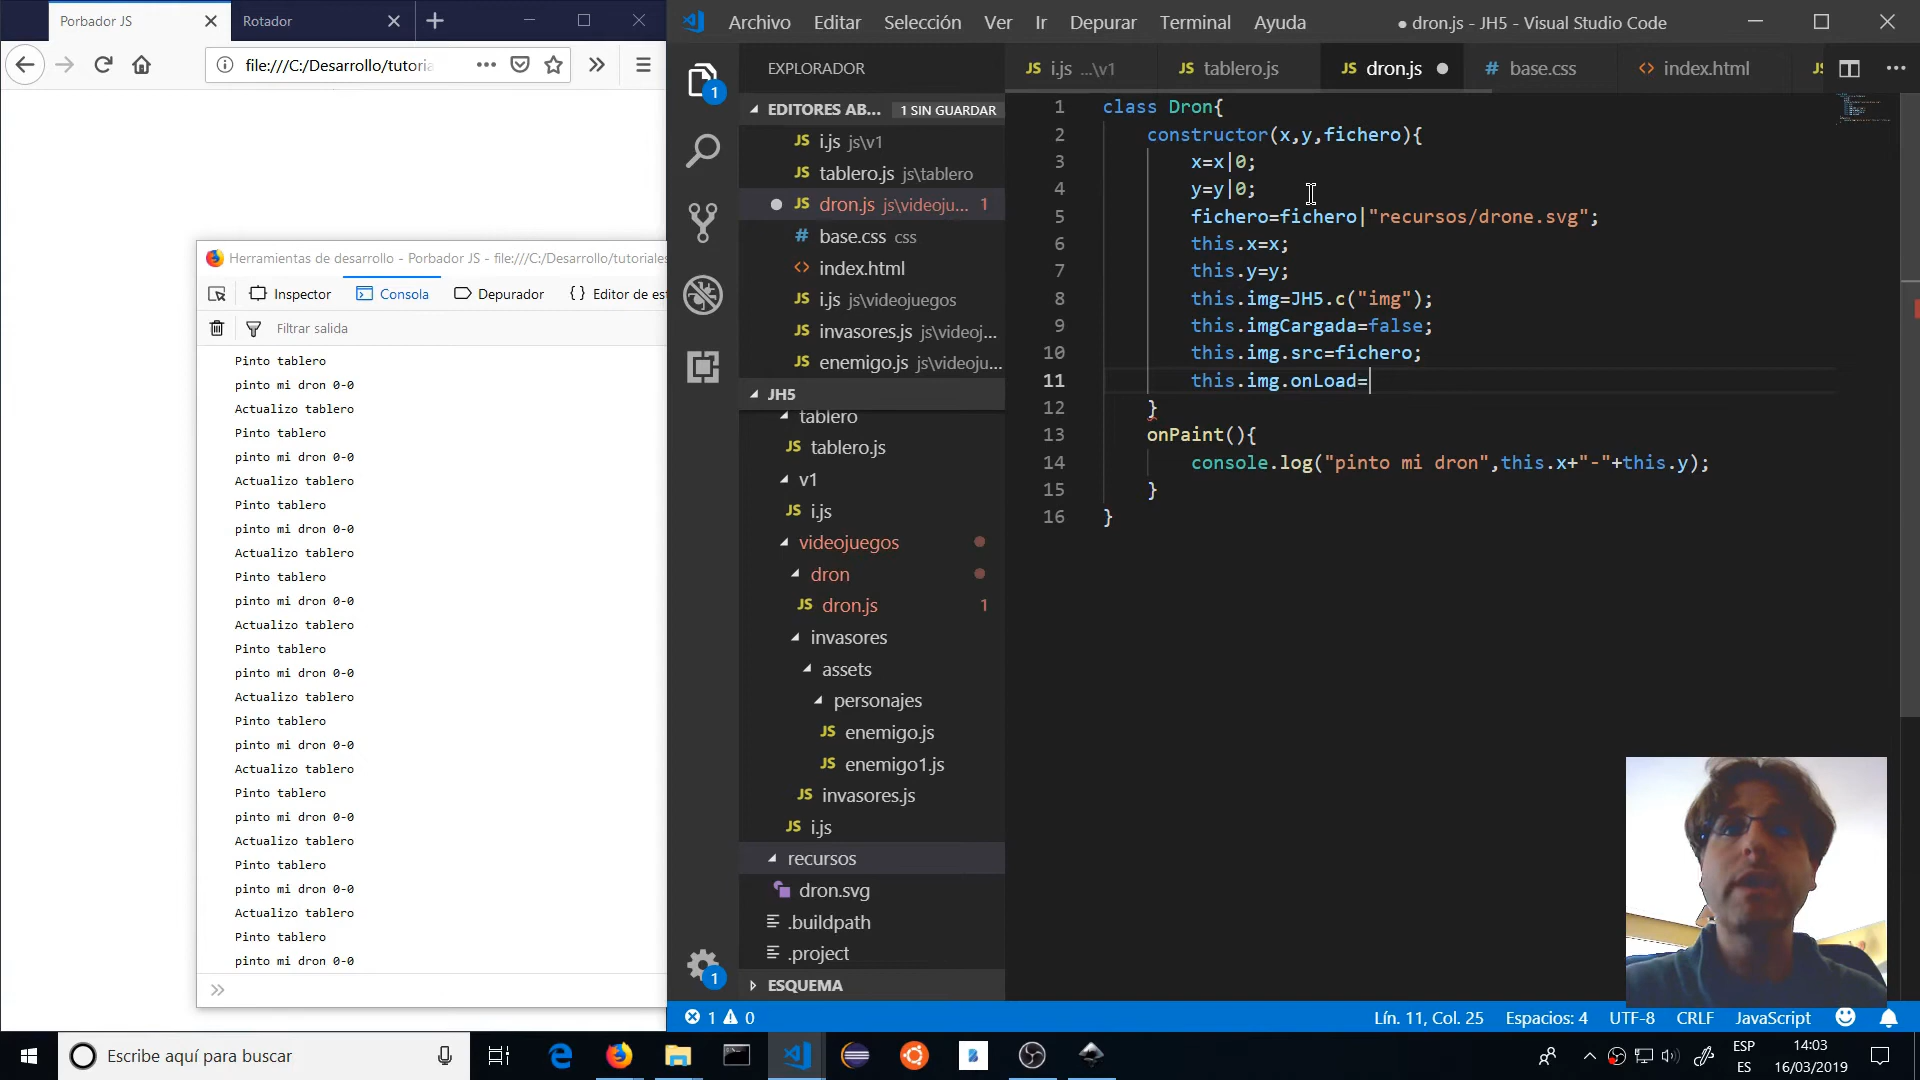 Porbador JS
Rotador
file:///C:/Desarrollo/tutoria
Herramientas de desarrollo - Porbador JS - file:///C:/Desarrollo/tutoriales
Inspector
Consola
Depurador
{ } Editor de est
Filtrar salida
Pinto tablero
pinto mi dron 0-0
Actualizo tablero
Pinto tablero
pinto mi dron 0-0
Actualizo tablero
Pinto tablero
pinto mi dron 0-0
Actualizo tablero
Pinto tablero
pinto mi dron 0-0
Actualizo tablero
Pinto tablero
pinto mi dron 0-0
Actualizo tablero
Pinto tablero
pinto mi dron 0-0
Actualizo tablero
Pinto tablero
pinto mi dron 0-0
Actualizo tablero
Pinto tablero
pinto mi dron 0-0
Actualizo tablero
Pinto tablero
pinto mi dron 0-0
Archivo Editar Selección Ver Ir Depurar Terminal Ayuda
● dron.js - JH5 - Visual Studio Code
1
1
EXPLORADOR
EDITORES AB... 1 SIN GUARDAR
JS i.js js\v1
JS tablero.js js\tablero
JS dron.js js\videoju... 1
# base.css css
<> index.html
JS i.js js\videojuegos
JS invasores.js js\videoj...
JS enemigo.js js\videoju...
JH5
tablero
JS tablero.js
v1
JS i.js
videojuegos
dron
JS dron.js 1
invasores
assets
personajes
JS enemigo.js
JS enemigo1.js
JS invasores.js
JS i.js
recursos
dron.svg
.buildpath
.project
ESQUEMA
JS i.js ...\v1
JS tablero.js
JS dron.js
# base.css
<> index.html
1 class Dron{
2 constructor(x,y,fichero){
3 x=x|0;
4 y=y|0;
5 fichero=fichero|"recursos/drone.svg";
6 this.x=x;
7 this.y=y;
8 this.img=JH5.c("img");
9 this.imgCargada=false;
10 this.img.src=fichero;
11 this.img.onLoad=
12 }
13 onPaint(){
14 console.log("pinto mi dron",this.x+"-"+this.y);
15 }
16 }
1 0
Lín. 11, Col. 25 Espacios: 4 UTF-8 CRLF JavaScript
Escribe aquí para buscar
ESP
ES
14:03
16/03/2019